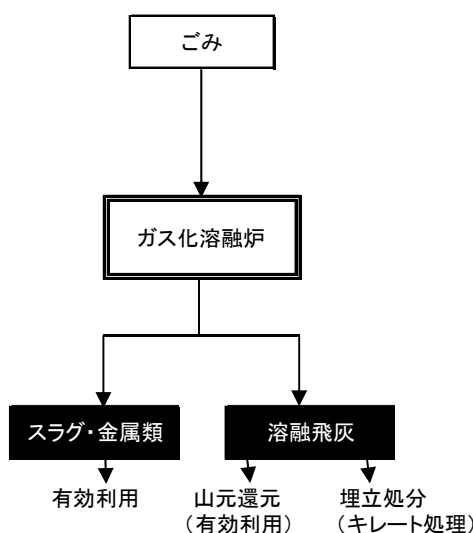 ごみ
ガス化溶融炉
スラグ・金属類
溶融飛灰
有効利用
山元還元
（有効利用）
埋立処分
（キレート処理）